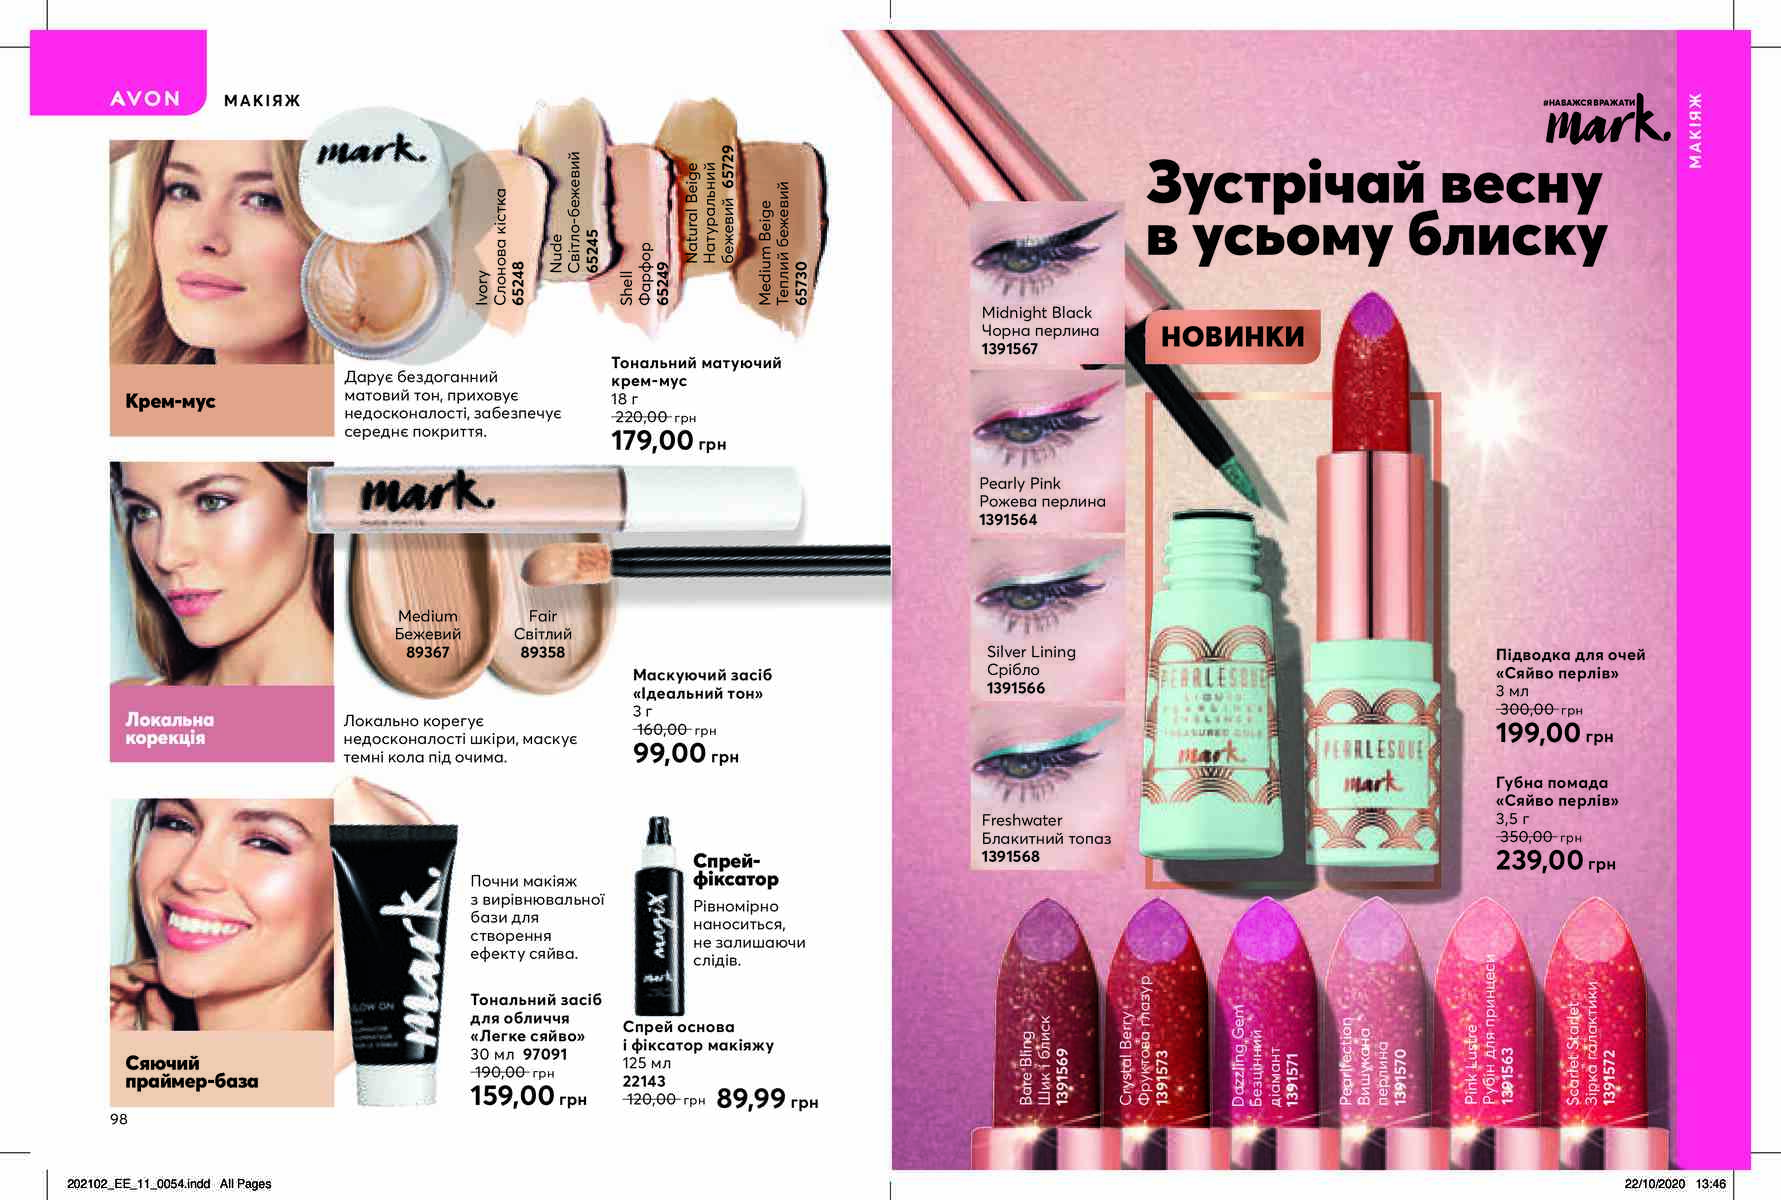 AVON
МАКІЯЖ
mark.
Ivory
Слонова кістка
65248
Nude
Світло-бежевий
65245
Shell
Фарфор
65249
Natural Beige
Натуральний
бежевий 65729
Medium Beige
Теплий бежевий
65730
Крем-мус
Дарує бездоганний
матовий тон, приховує
недосконалості, забезпечує
середнє покриття.
Тональний матуючий
крем-мус
18 г
220,00 грн
179,00 грн
mark.
Medium
Бежевий
89367
Fair
Світлий
89358
Локальна
корекція
Локально корегує
недосконалості шкіри, маскує
темні кола під очима.
Маскуючий засіб
«Ідеальний тон»
3 г
160,00 грн
99,00 грн
mark.
GLOW ON
Сяючий
праймер-база
Почни макіяж
з вирівнювальної
бази для
створення
ефекту сяйва.
Тональний засіб
для обличчя
«Легке сяйво»
30 мл 97091
190,00 грн
159,00 грн
magix
mark.
Спрей-
фіксатор
Рівномірно
наноситься,
не залишаючи
слідів.
Спрей основа
і фіксатор макіяжу
125 мл
22143
120,00 грн 89,99 грн
98
#НАВАЖСЯВРАЖАТИ
mark.
МАКІЯЖ
Зустрічай весну
в усьому блиску
НОВИНКИ
Midnight Black
Чорна перлина
1391567
Pearly Pink
Рожева перлина
1391564
Silver Lining
Срібло
1391566
Freshwater
Блакитний топаз
1391568
PEARLESQUE
LIQUID
EYELINER
TREASURED GOLD
mark.
PEARLESQUE
mark.
Підводка для очей
«Сяйво перлів»
3 мл
300,00 грн
199,00 грн
Губна помада
«Сяйво перлів»
3,5 г
350,00 грн
239,00 грн
Bare Bling
Шик і блиск
1391569
Crystal Berry
Фруктова глазур
1391573
Dazzling Gem
Безцінний
діамант
1391571
Pearlfection
Вишукана
перлина
1391570
Pink Lustre
Рубін для принцеси
1391563
Scarlet Starlet
Зірка галактики
1391572
202102_EE_11_0054.indd All Pages
22/10/2020 13:46